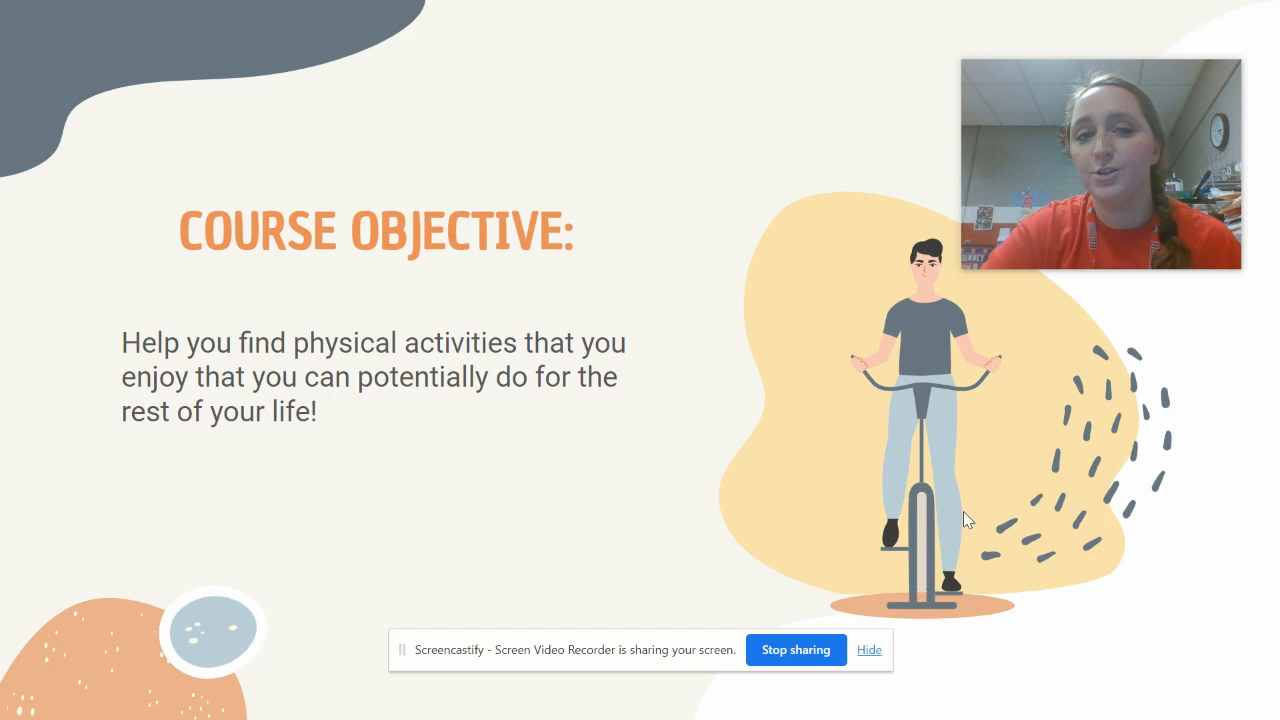 COURSE OBJECTIVE:
Help you find physical activities that you
enjoy that you can potentially do for the
rest of your life!
Screencastify - Screen Video Recorder is sharing your screen.
Stop sharing
Hide